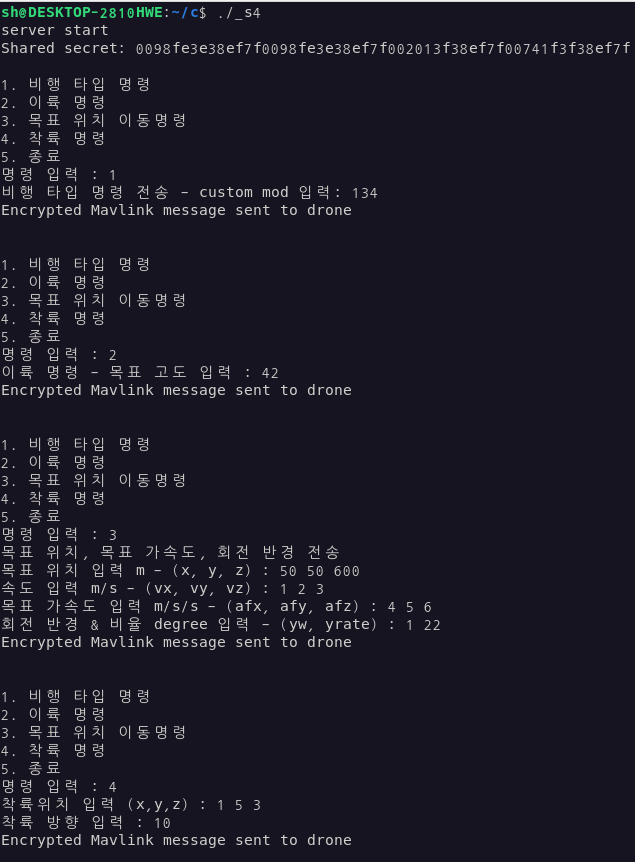 sh@DESKTOP-2810HWE:~/c$ ./_s4
server start
Shared secret: 0098fe3e38ef7f0098fe3e38ef7f002013f38ef7f00741f3f38ef7f
1. 비행 타입 명령
2. 이륙 명령
3. 목표 위치 이동명령
4. 착륙 명령
5. 종료
명령 입력 : 1
비행 타입 명령 전송 - custom mod 입력: 134
Encrypted Mavlink message sent to drone
1. 비행 타입 명령
2. 이륙 명령
3. 목표 위치 이동명령
4. 착륙 명령
5. 종료
명령 입력 : 2
이륙 명령 - 목표 고도 입력 : 42
Encrypted Mavlink message sent to drone
1. 비행 타입 명령
2. 이륙 명령
3. 목표 위치 이동명령
4. 착륙 명령
5. 종료
명령 입력 : 3
목표 위치, 목표 가속도, 회전 반경 전송
목표 위치 입력 m - (x, y, z) : 50 50 600
속도 입력 m/s - (vx, vy, vz) : 1 2 3
목표 가속도 입력 m/s/s - (afx, afy, afz) : 4 5 6
회전 반경 & 비율 degree 입력 - (yw, yrate) : 1 22
Encrypted Mavlink message sent to drone
1. 비행 타입 명령
2. 이륙 명령
3. 목표 위치 이동명령
4. 착륙 명령
5. 종료
명령 입력 : 4
착륙위치 입력 (x,y,z) : 1 5 3
착륙 방향 입력 : 10
Encrypted Mavlink message sent to drone